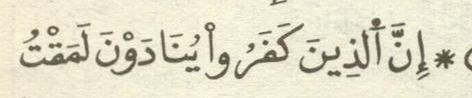 * إِنَّ ٱلَّذِينَ كَفَرُوا۟ يُنَادَوْنَ لَمَقْتُ